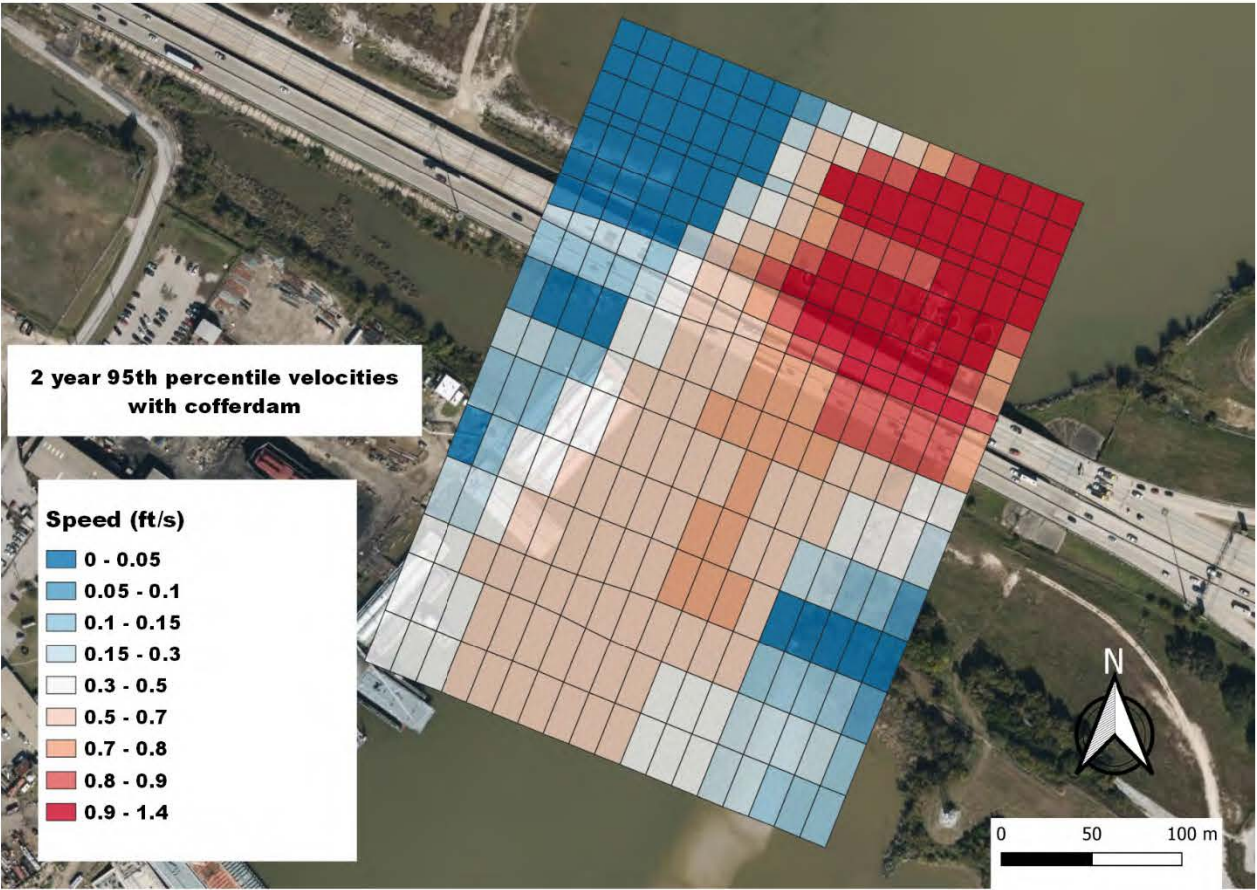 2 year 95th percentile velocities
with cofferdam
Speed (ft/s)
0 - 0.05
0.05 - 0.1
0.1 - 0.15
0.15 - 0.3
0.3 - 0.5
0.5 - 0.7
0.7 - 0.8
0.8 - 0.9
0.9 - 1.4
N
0 50 100 m